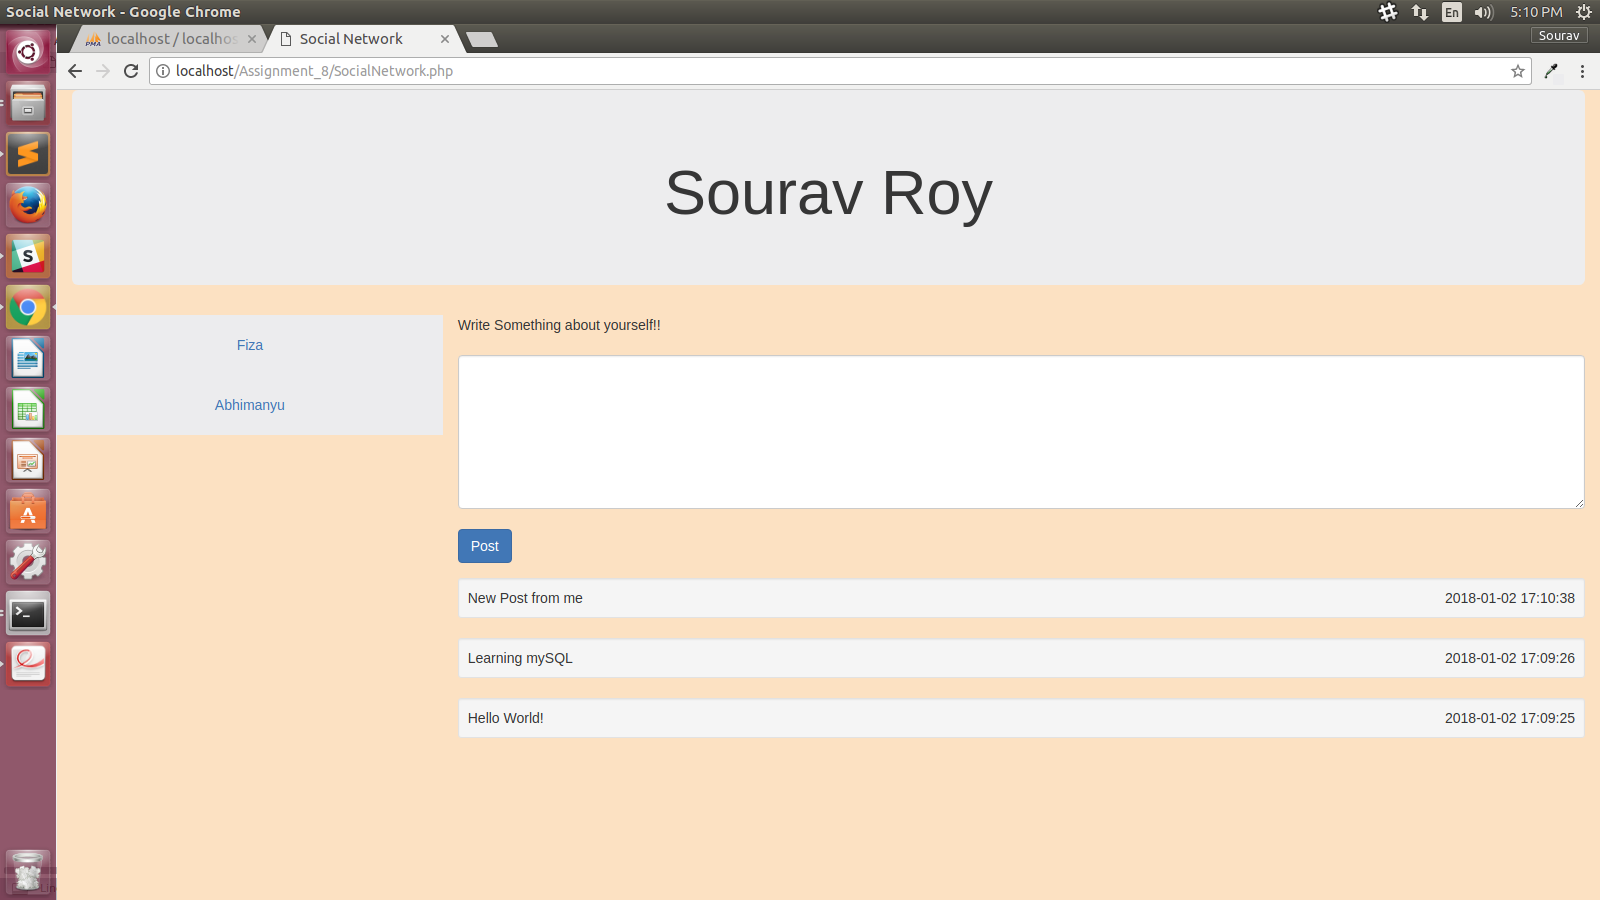 Social Network - Google Chrome
En
5:10 PM
PMA localhost / localhos
Social Network
Sourav
localhost/Assignment_8/SocialNetwork.php
Sourav Roy
Fiza
Abhimanyu
Write Something about yourself!!
Post
New Post from me 2018-01-02 17:10:38
Learning mySQL 2018-01-02 17:09:26
Hello World! 2018-01-02 17:09:25